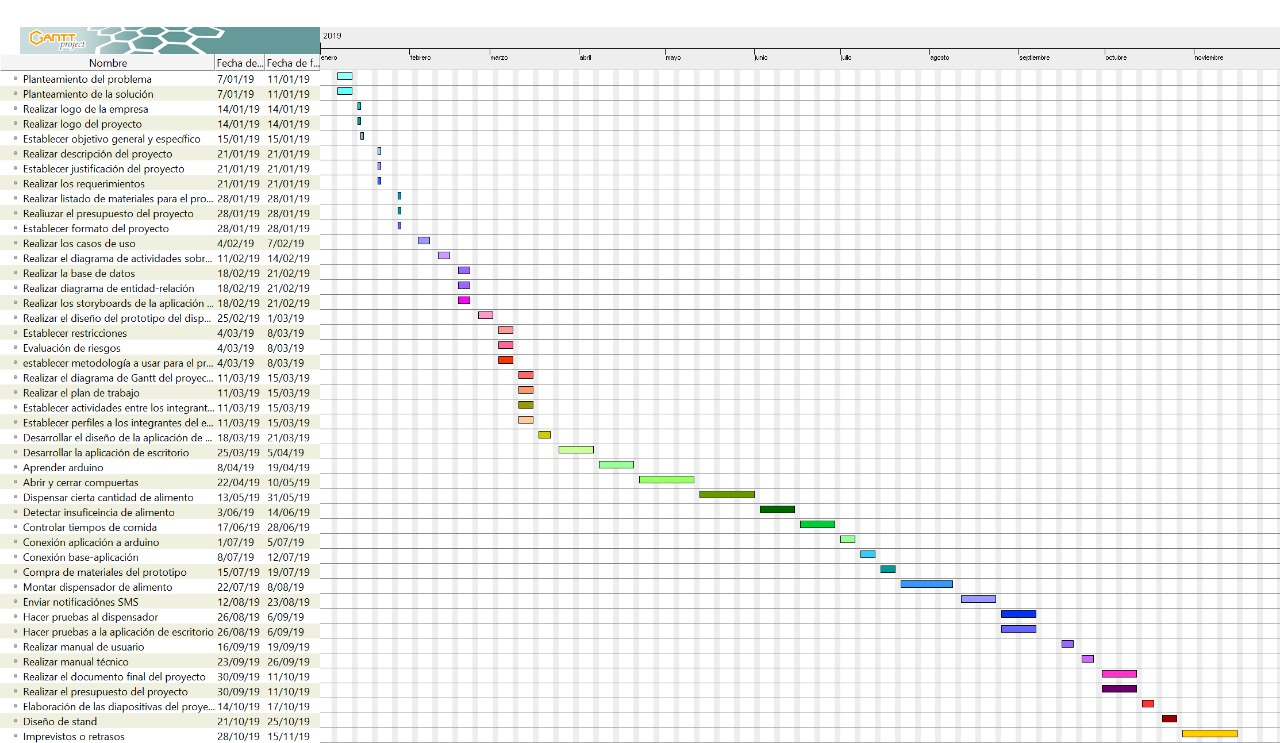 GANTT
project
2019
Nombre Fecha de... Fecha de f...
enero febrero marzo abril mayo junio julio agosto septiembre octubre noviembre
Planteamiento del problema 7/01/19 11/01/19
Planteamiento de la solución 7/01/19 11/01/19
Realizar logo de la empresa 14/01/19 14/01/19
Realizar logo del proyecto 14/01/19 14/01/19
Establecer objetivo general y específico 15/01/19 15/01/19
Realizar descripción del proyecto 21/01/19 21/01/19
Establecer justificación del proyecto 21/01/19 21/01/19
Realizar los requerimientos 21/01/19 21/01/19
Realizar listado de materiales para el pro... 28/01/19 28/01/19
Realiuzar el presupuesto del proyecto 28/01/19 28/01/19
Establecer formato del proyecto 28/01/19 28/01/19
Realizar los casos de uso 4/02/19 7/02/19
Realizar el diagrama de actividades sobr... 11/02/19 14/02/19
Realizar la base de datos 18/02/19 21/02/19
Realizar diagrama de entidad-relación 18/02/19 21/02/19
Realizar los storyboards de la aplicación ... 18/02/19 21/02/19
Realizar el diseño del prototipo del disp... 25/02/19 1/03/19
Establecer restricciones 4/03/19 8/03/19
Evaluación de riesgos 4/03/19 8/03/19
establecer metodología a usar para el pr... 4/03/19 8/03/19
Realizar el diagrama de Gantt del proyec... 11/03/19 15/03/19
Realizar el plan de trabajo 11/03/19 15/03/19
Establecer actividades entre los integrant... 11/03/19 15/03/19
Establecer perfiles a los integrantes del e... 11/03/19 15/03/19
Desarrollar el diseño de la aplicación de ... 18/03/19 21/03/19
Desarrollar la aplicación de escritorio 25/03/19 5/04/19
Aprender arduino 8/04/19 19/04/19
Abrir y cerrar compuertas 22/04/19 10/05/19
Dispensar cierta cantidad de alimento 13/05/19 31/05/19
Detectar insuficeincia de alimento 3/06/19 14/06/19
Controlar tiempos de comida 17/06/19 28/06/19
Conexión aplicación a arduino 1/07/19 5/07/19
Conexión base-aplicación 8/07/19 12/07/19
Compra de materiales del prototipo 15/07/19 19/07/19
Montar dispensador de alimento 22/07/19 8/08/19
Enviar notificaciónes SMS 12/08/19 23/08/19
Hacer pruebas al dispensador 26/08/19 6/09/19
Hacer pruebas a la aplicación de escritorio 26/08/19 6/09/19
Realizar manual de usuario 16/09/19 19/09/19
Realizar manual técnico 23/09/19 26/09/19
Realizar el documento final del proyecto 30/09/19 11/10/19
Realizar el presupuesto del proyecto 30/09/19 11/10/19
Elaboración de las diapositivas del proye... 14/10/19 17/10/19
Diseño de stand 21/10/19 25/10/19
Imprevistos o retrasos 28/10/19 15/11/19